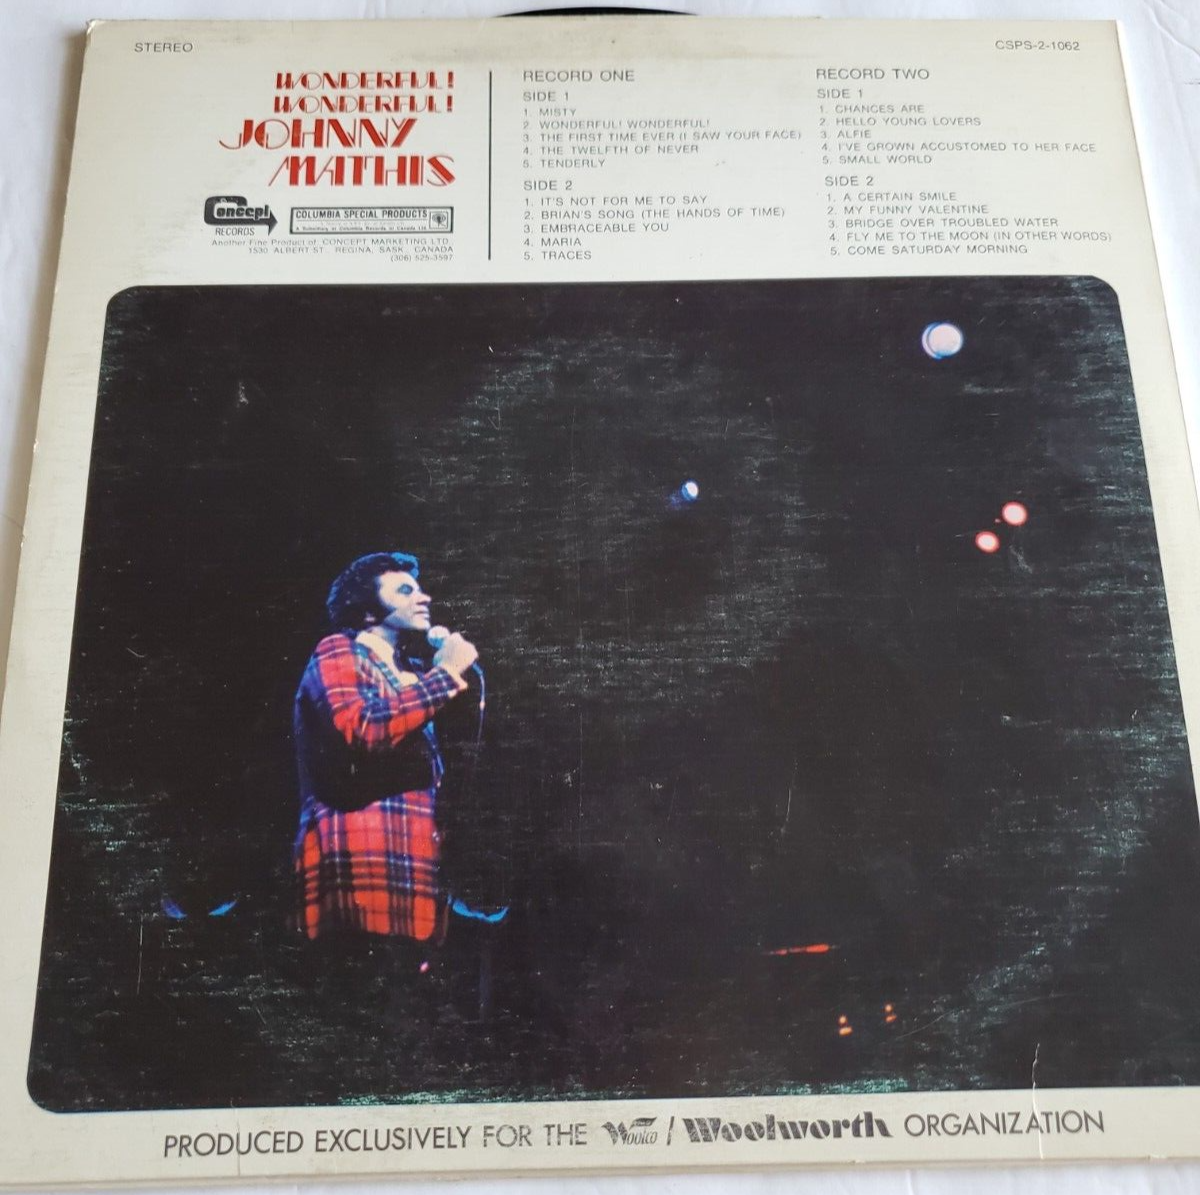 STEREO
CSPS-2-1062
WONDERFUL!
WONDERFUL!
JOHNNY
MATHIS
Concept
RECORDS
COLUMBIA SPECIAL PRODUCTS
A Subsidiary of Columbia Records of Canada Ltd
Another Fine Product of CONCEPT MARKETING LTD.
1530 ALBERT ST. REGINA, SASK. CANADA
(306) 525-3597
RECORD ONE
SIDE 1
1. MISTY
2. WONDERFUL! WONDERFUL!
3. THE FIRST TIME EVER (I SAW YOUR FACE)
4. THE TWELFTH OF NEVER
5. TENDERLY
SIDE 2
1. IT'S NOT FOR ME TO SAY
2. BRIAN'S SONG (THE HANDS OF TIME)
3. EMBRACEABLE YOU
4. MARIA
5. TRACES
RECORD TWO
SIDE 1
1. CHANCES ARE
2. HELLO YOUNG LOVERS
3. ALFIE
4. I'VE GROWN ACCUSTOMED TO HER FACE
5. SMALL WORLD
SIDE 2
1. A CERTAIN SMILE
2. MY FUNNY VALENTINE
3. BRIDGE OVER TROUBLED WATER
4. FLY ME TO THE MOON (IN OTHER WORDS)
5. COME SATURDAY MORNING
PRODUCED EXCLUSIVELY FOR THE Woolco / Woolworth ORGANIZATION